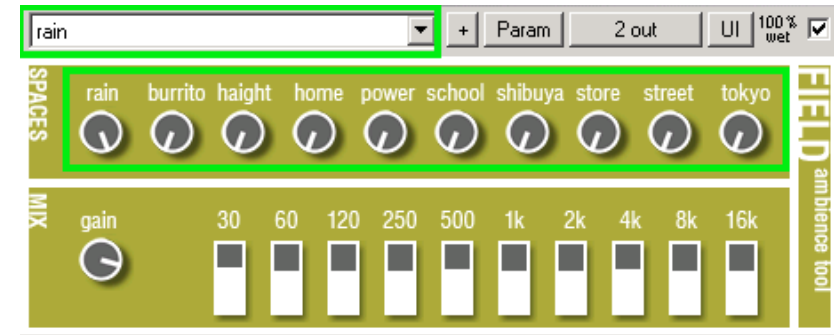 rain
+ Param 2 out UI 100% wet
SPACES
rain burrito haight home power school shibuya store street tokyo
MIX
gain 30 60 120 250 500 1k 2k 4k 8k 16k
FIELD ambience tool